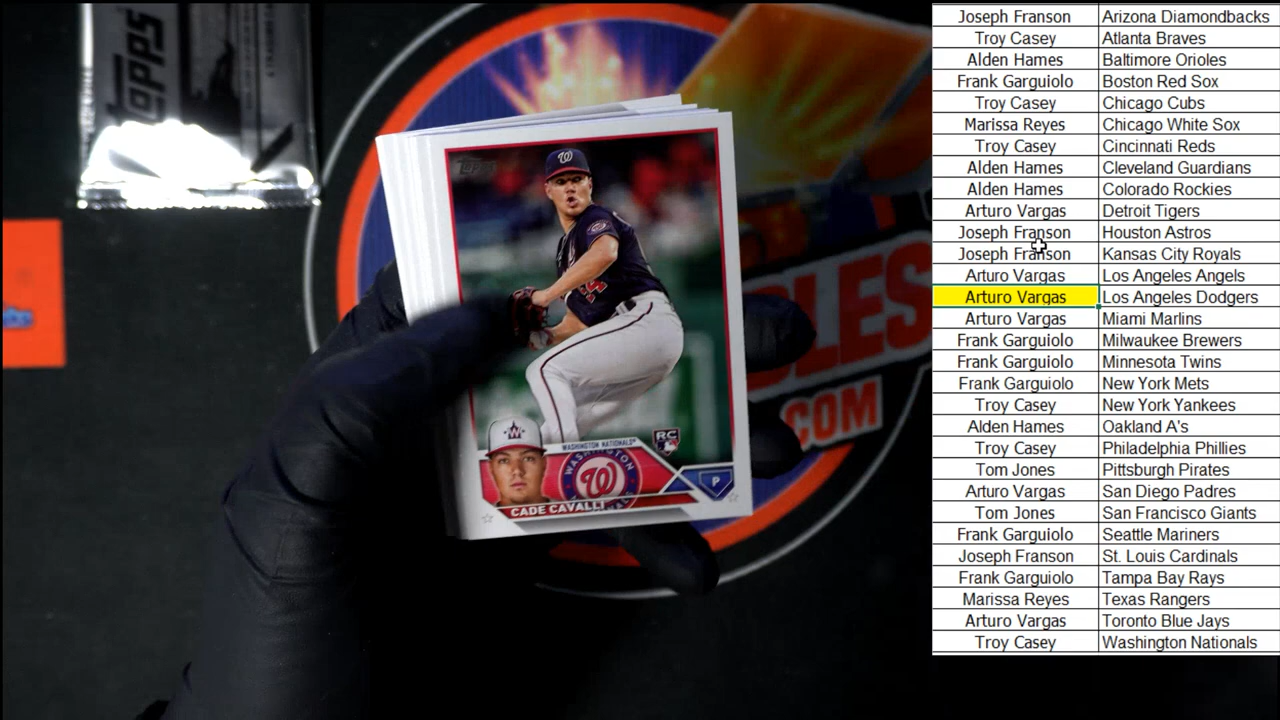 Topps
Topps
W
WASHINGTON NATIONALS
RC
WASHINGTON
W
P
CADE CAVALLI
.COM
Joseph Franson Arizona Diamondbacks
Troy Casey Atlanta Braves
Alden Hames Baltimore Orioles
Frank Garguiolo Boston Red Sox
Troy Casey Chicago Cubs
Marissa Reyes Chicago White Sox
Troy Casey Cincinnati Reds
Alden Hames Cleveland Guardians
Alden Hames Colorado Rockies
Arturo Vargas Detroit Tigers
Joseph Franson Houston Astros
Joseph Franson Kansas City Royals
Arturo Vargas Los Angeles Angels
Arturo Vargas Los Angeles Dodgers
Arturo Vargas Miami Marlins
Frank Garguiolo Milwaukee Brewers
Frank Garguiolo Minnesota Twins
Frank Garguiolo New York Mets
Troy Casey New York Yankees
Alden Hames Oakland A's
Troy Casey Philadelphia Phillies
Tom Jones Pittsburgh Pirates
Arturo Vargas San Diego Padres
Tom Jones San Francisco Giants
Frank Garguiolo Seattle Mariners
Joseph Franson St. Louis Cardinals
Frank Garguiolo Tampa Bay Rays
Marissa Reyes Texas Rangers
Arturo Vargas Toronto Blue Jays
Troy Casey Washington Nationals